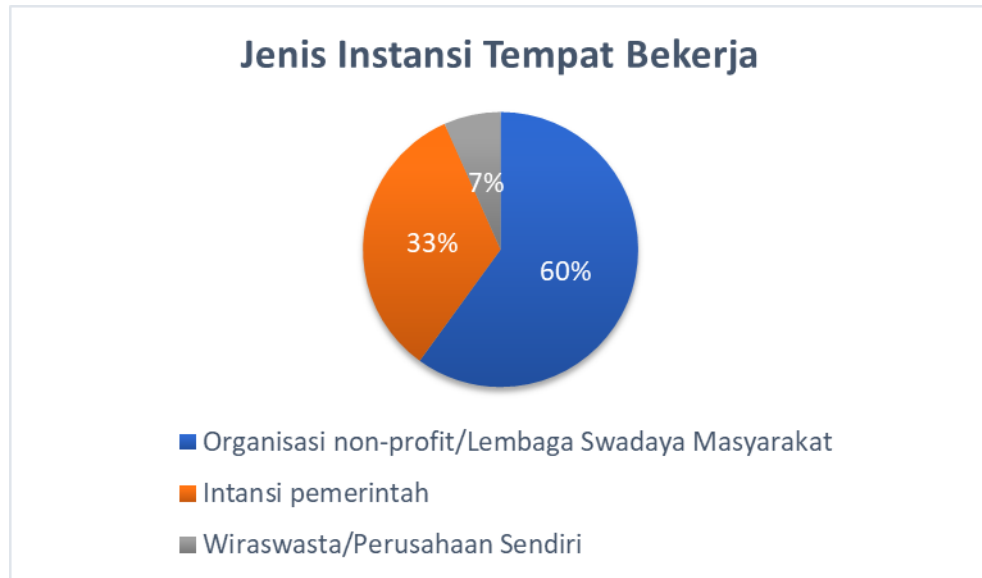 Jenis Instansi Tempat Bekerja
7%
33%
60%
Organisasi non-profit/Lembaga Swadaya Masyarakat
Intansi pemerintah
Wiraswasta/Perusahaan Sendiri